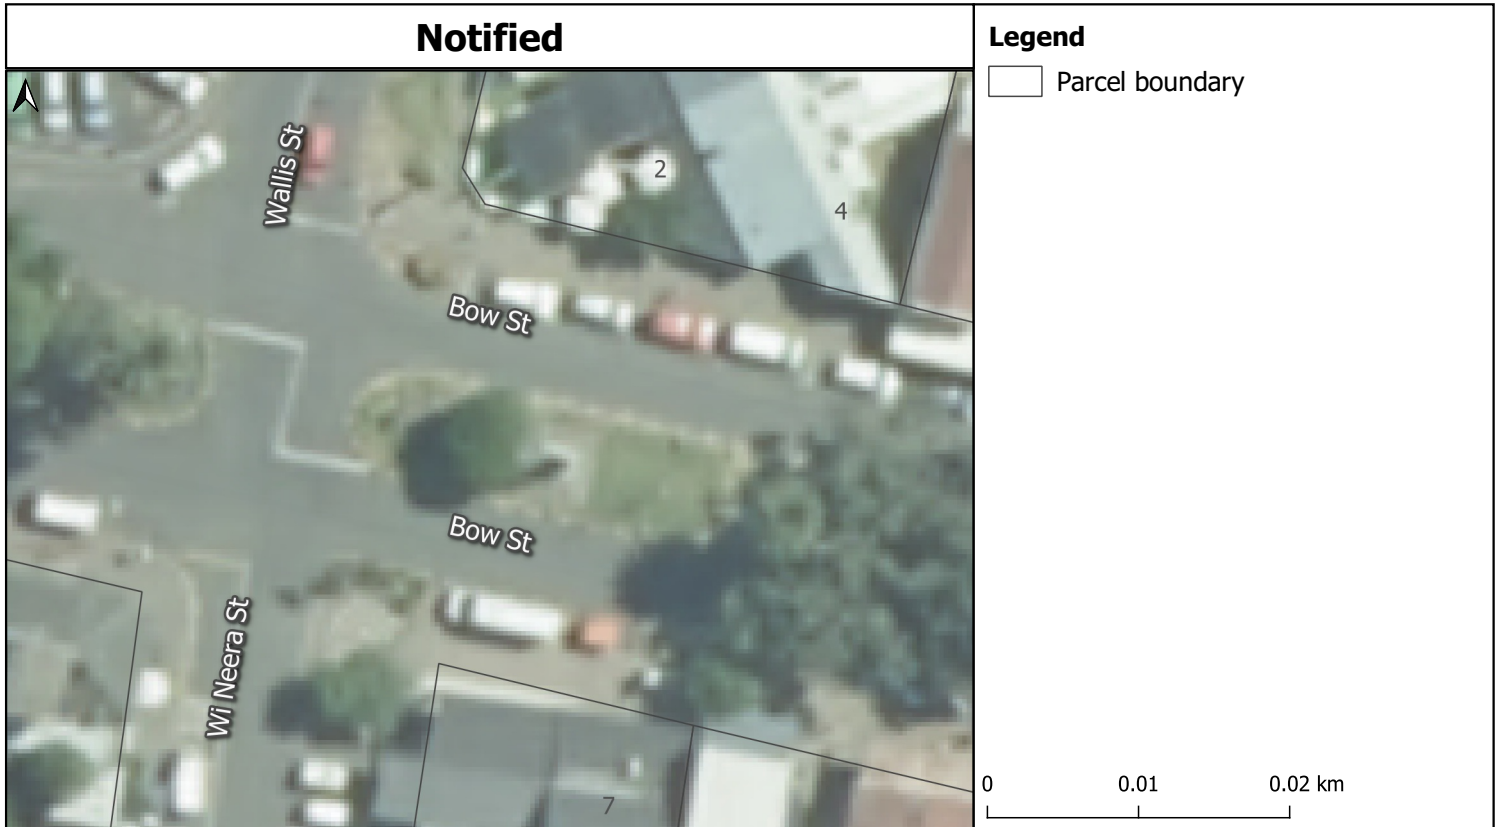 Notified
Legend
Parcel boundary
Wallis St
2
4
Bow St
Bow St
Wi Neera St
7
0 0.01 0.02 km